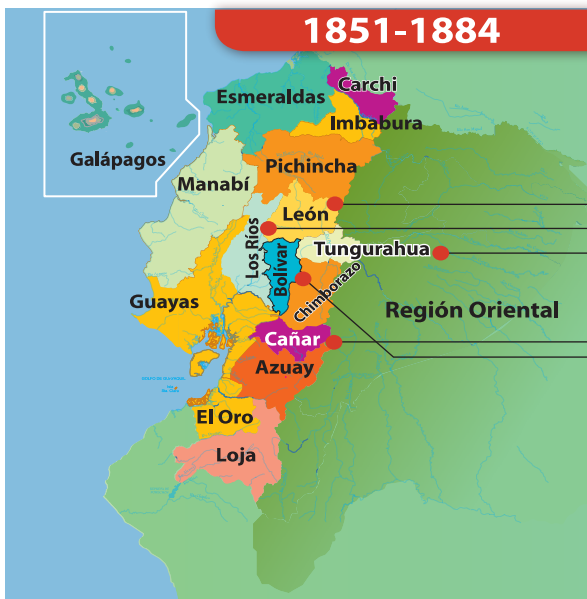 1851-1884
Carchi
Esmeraldas
Imbabura
Galápagos
Pichincha
Manabí
León
Los Ríos
Bolívar
Tungurahua
Chimborazo
Guayas
Región Oriental
Cañar
Azuay
El Oro
Loja